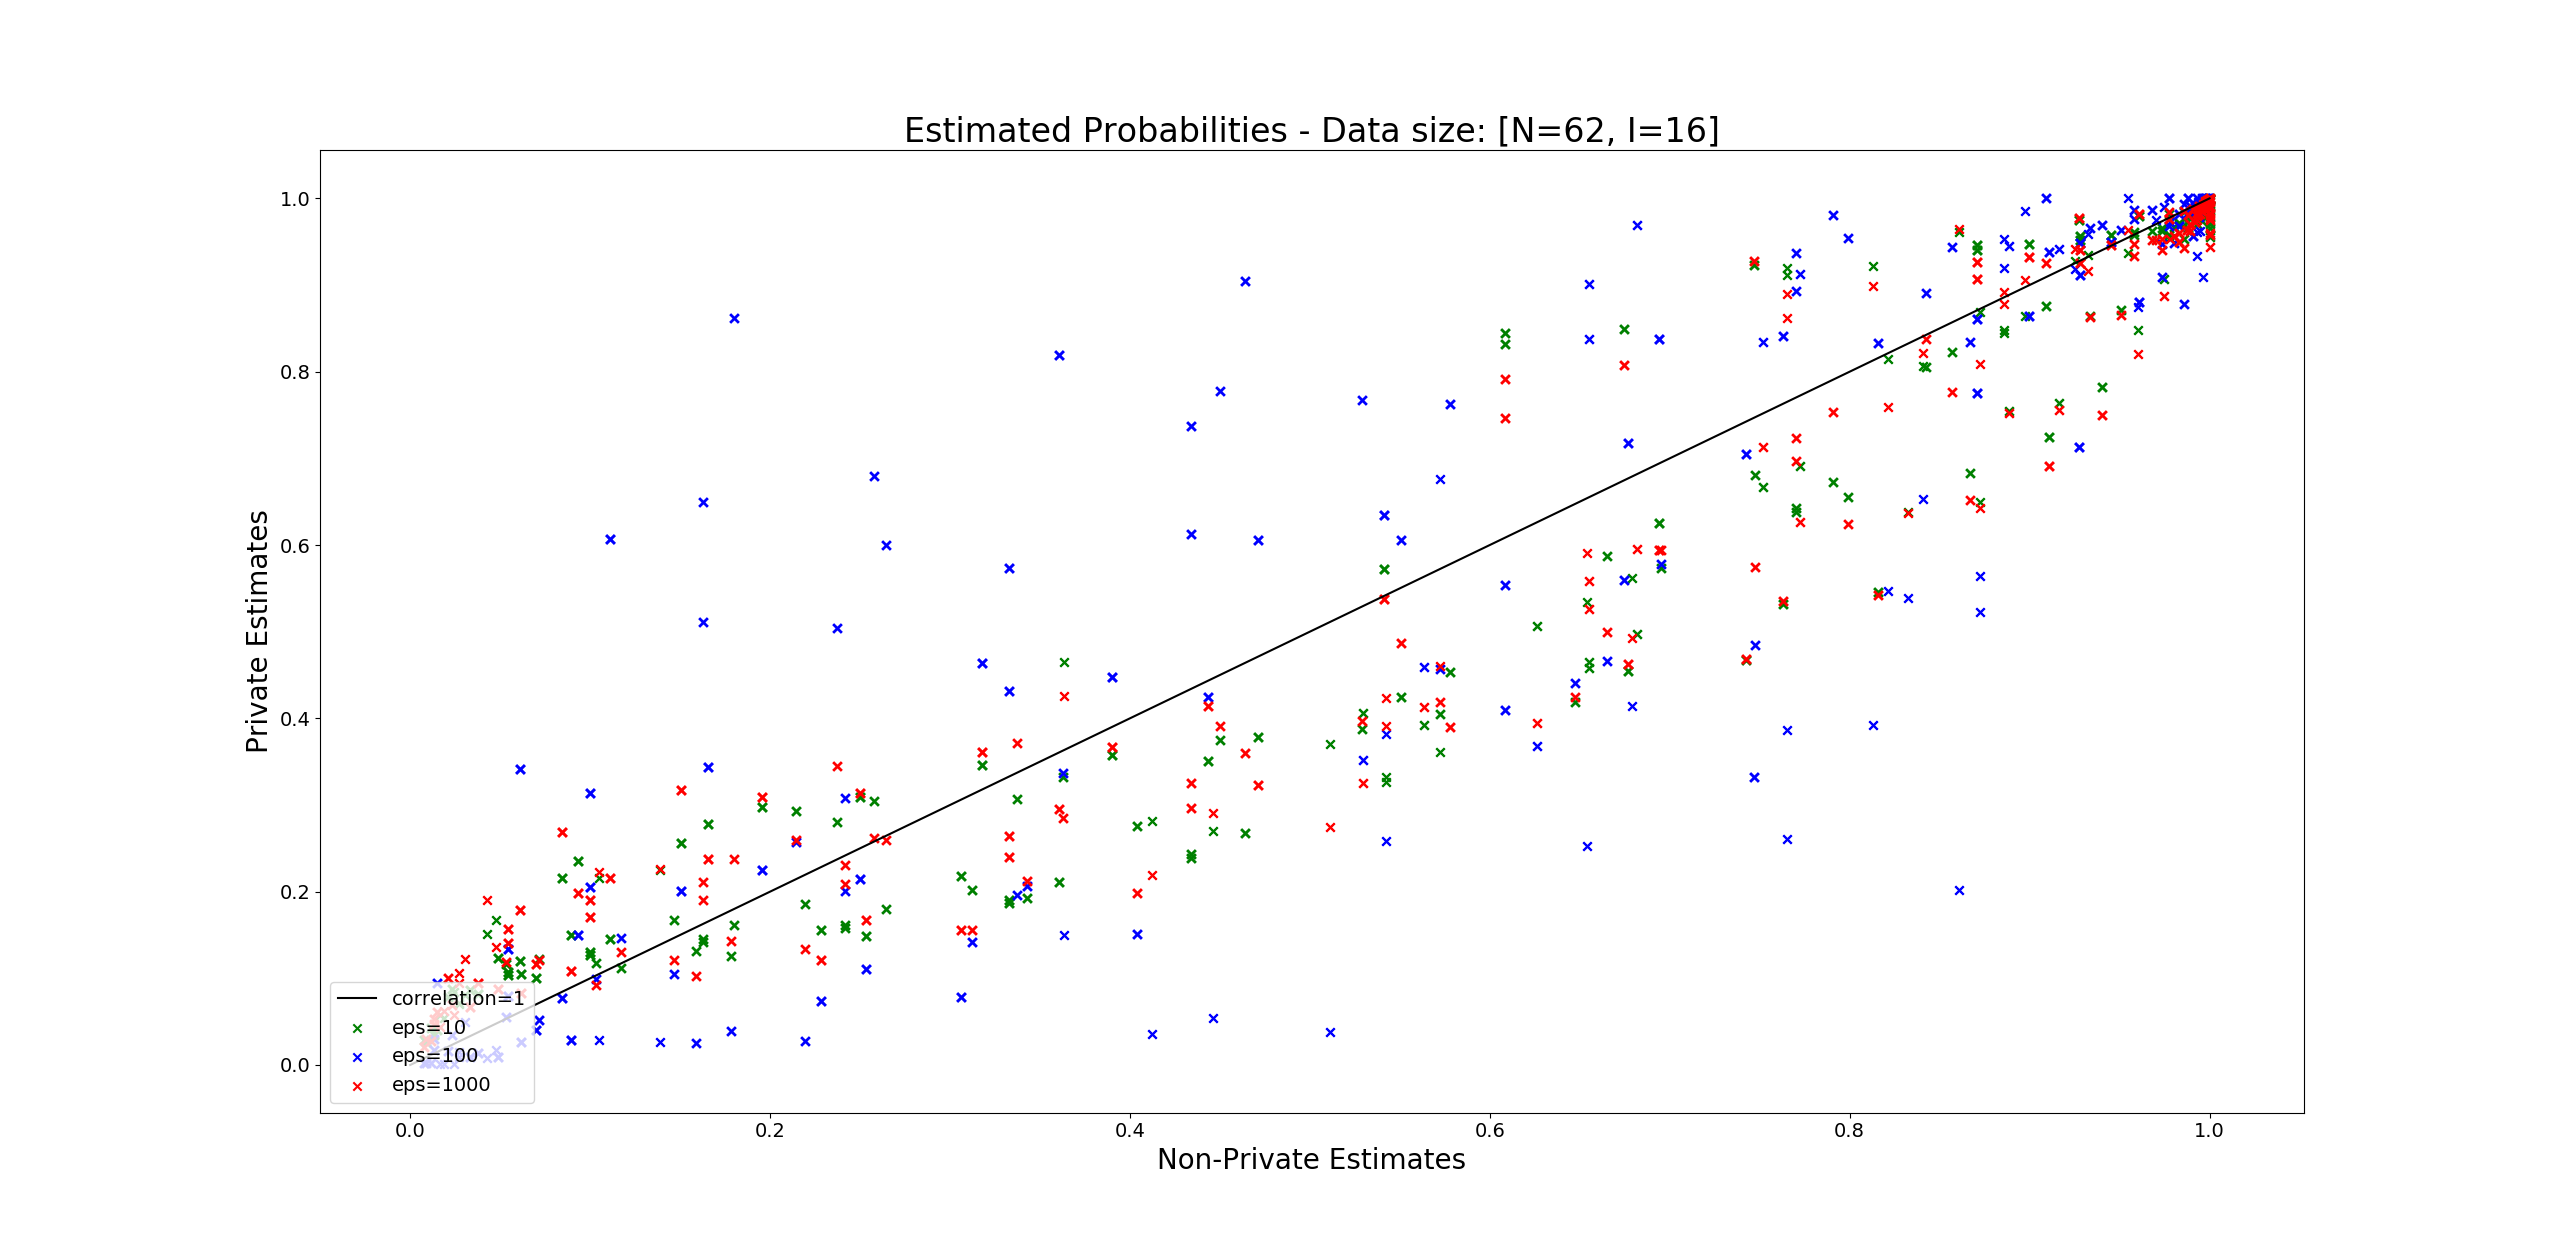 Estimated Probabilities - Data size: [N=62, I=16]
Private Estimates
1.0
0.8
0.6
0.4
0.2
0.0
correlation=1
eps=10
eps=100
eps=1000
0.0 0.2 0.4 0.6 0.8 1.0
Non-Private Estimates